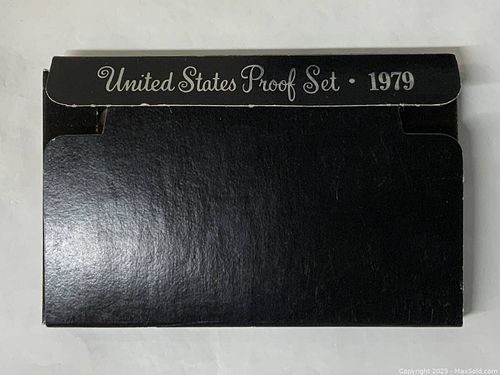 United States Proof Set • 1979
Copyright 2023 - MaxSold.com